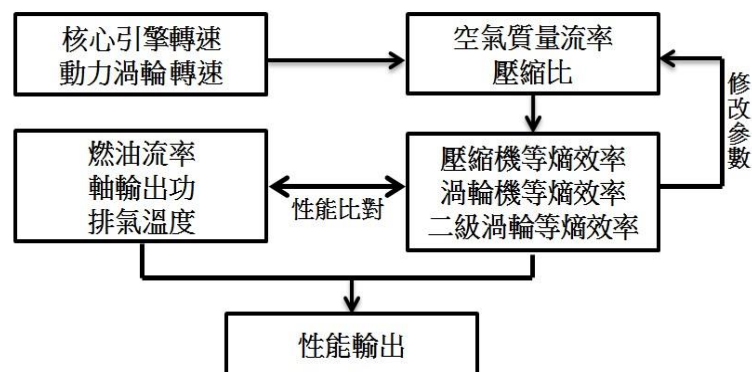 核心引擎轉速
動力渦輪轉速
空氣質量流率
壓縮比
修改參數
燃油流率
軸輸出功
排氣溫度
性能比對
壓縮機等熵效率
渦輪機等熵效率
二級渦輪等熵效率
性能輸出